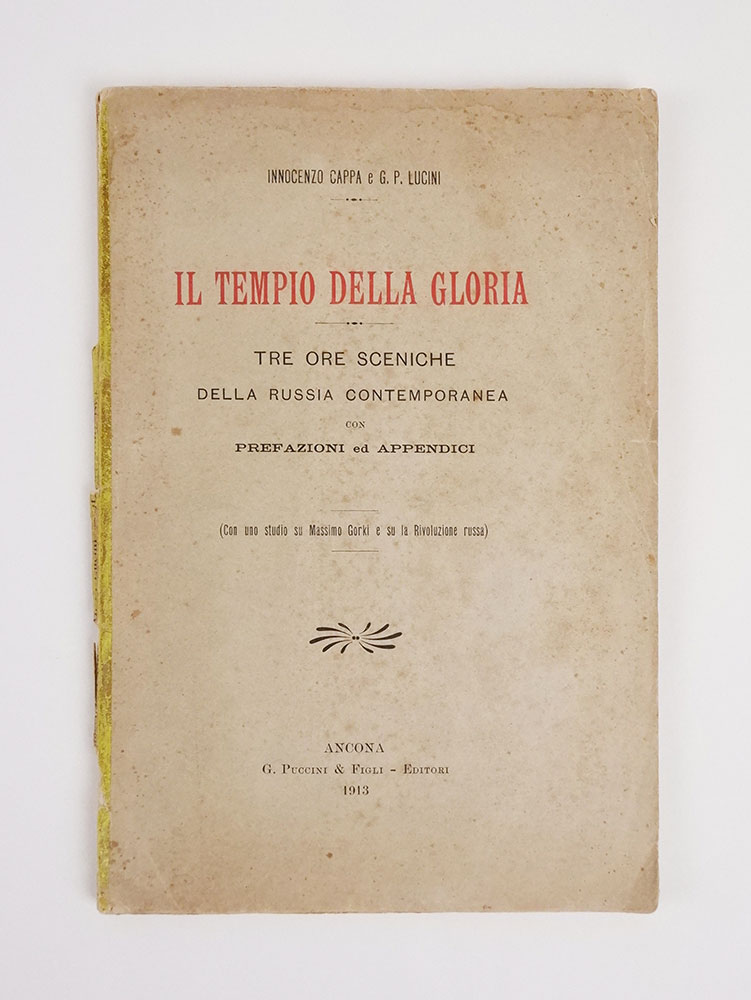 INNOCENZO CAPPA e G. P. LUCINI
IL TEMPIO DELLA GLORIA
TRE ORE SCENICHE
DELLA RUSSIA CONTEMPORANEA
CON
PREFAZIONI ed APPENDICI
(Con uno studio su Massimo Gorki e su la Rivoluzione russa)
ANCONA
G. PUCCINI & FIGLI - EDITORI
1913